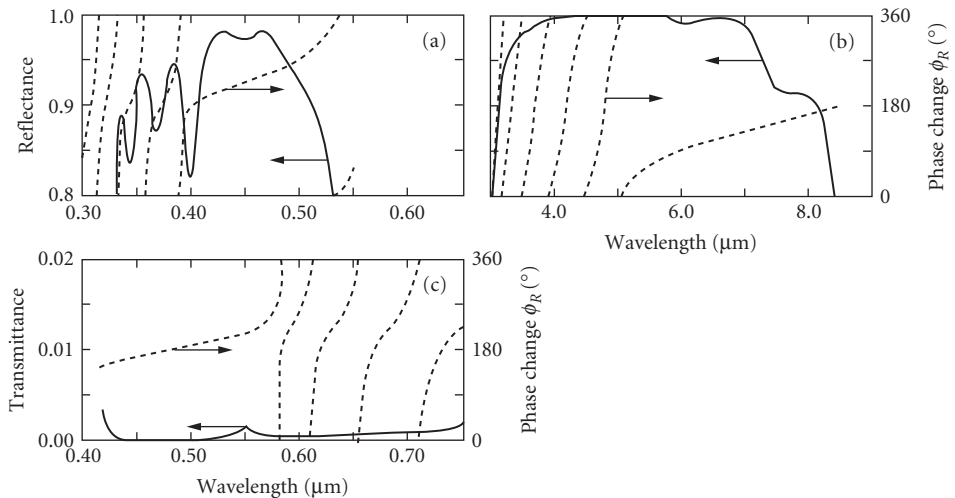 1.0
0.9
0.8
Reflectance
(a)
0.30
0.40
0.50
0.60
(b)
360
180
0
Phase change ϕR (°)
4.0
6.0
8.0
Wavelength (μm)
0.02
0.01
0.00
Transmittance
(c)
360
180
0
Phase change ϕR (°)
0.40
0.50
0.60
0.70
Wavelength (μm)